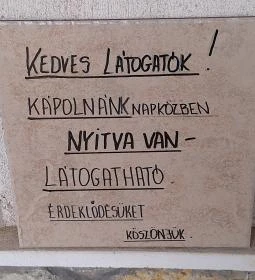 KEDVES LÁTOGATÓK!
KÁPOLNÁNK NAPKÖZBEN
NYITVA VAN -
LÁTOGATHATÓ.
ÉRDEKLŐDÉSÜKET
KÖSZÖNJÜK.